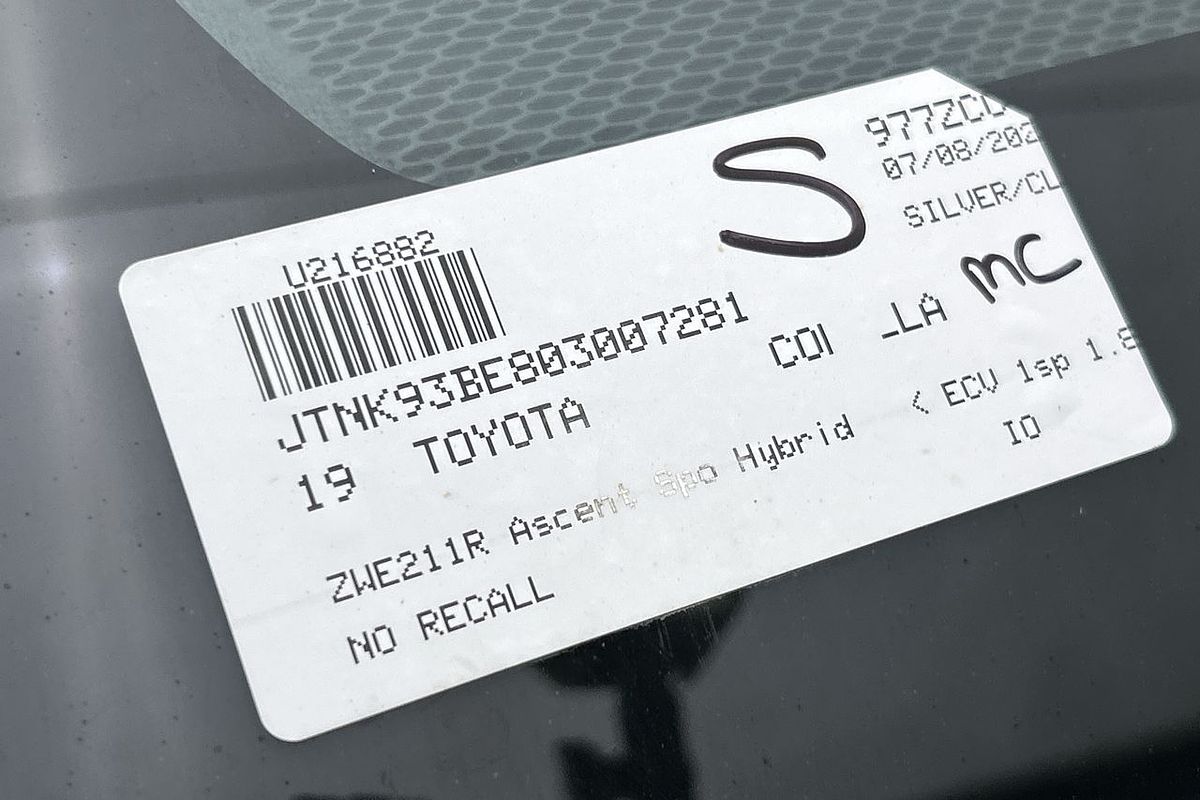 U216882
S
977ZCO
07/08/202
SILVER/CL
JTNK93BE803007281
MC
19 TOYOTA COI _LA
ZWE211R Ascent Spo Hybrid < ECV 1sp 1.8
NO RECALL IO